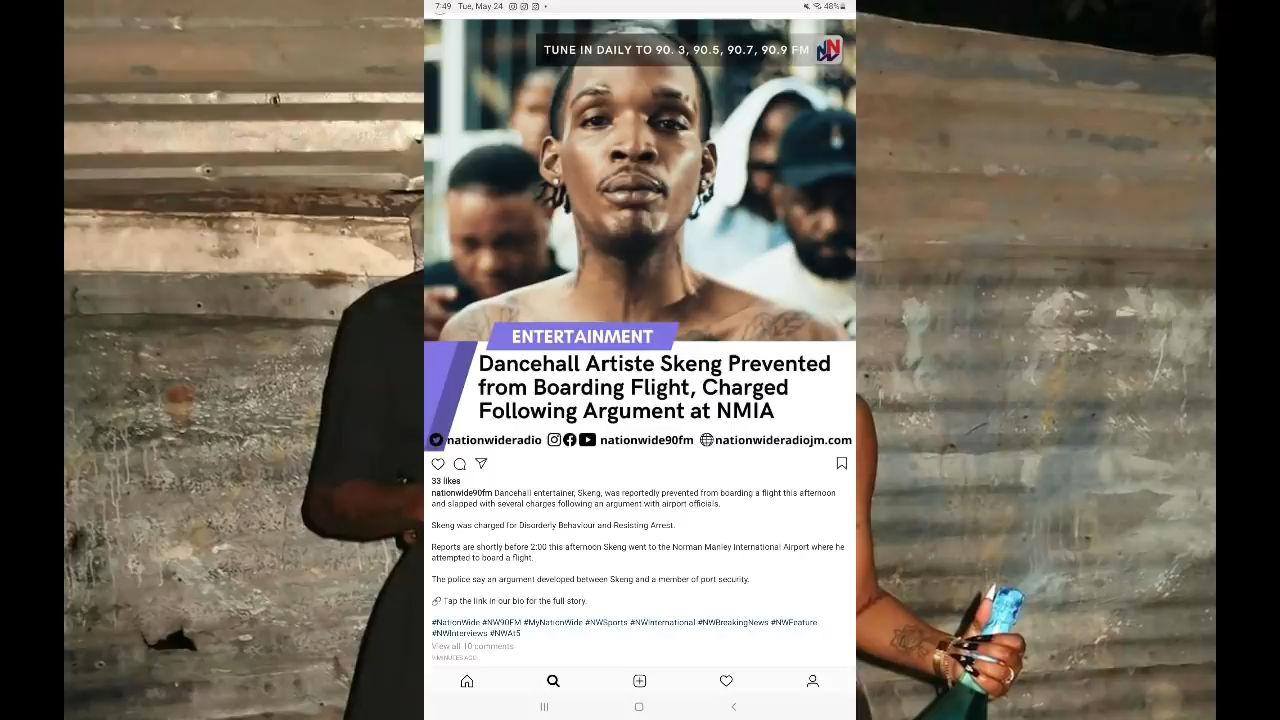 7:49 Tue, May 24 48%
TUNE IN DAILY TO 90. 3, 90.5, 90.7, 90.9 FM
ENTERTAINMENT
Dancehall Artiste Skeng Prevented
from Boarding Flight, Charged
Following Argument at NMIA
nationwideradio nationwide90fm nationwideradiojm.com
33 likes
nationwide90fm Dancehall entertainer, Skeng, was reportedly prevented from boarding a flight this afternoon
and slapped with several charges following an argument with airport officials.
Skeng was charged for Disorderly Behaviour and Resisting Arrest.
Reports are shortly before 2:00 this afternoon Skeng went to the Norman Manley International Airport where he
attempted to board a flight.
The police say an argument developed between Skeng and a member of port security.
🔗 Tap the link in our bio for the full story.
#NationWide #NW90FM #MyNationWide #NWSports #NWInternational #NWBreakingNews #NWFeature
#NWInterviews #NWAt5
View all 10 comments
9 MINUTES AGO